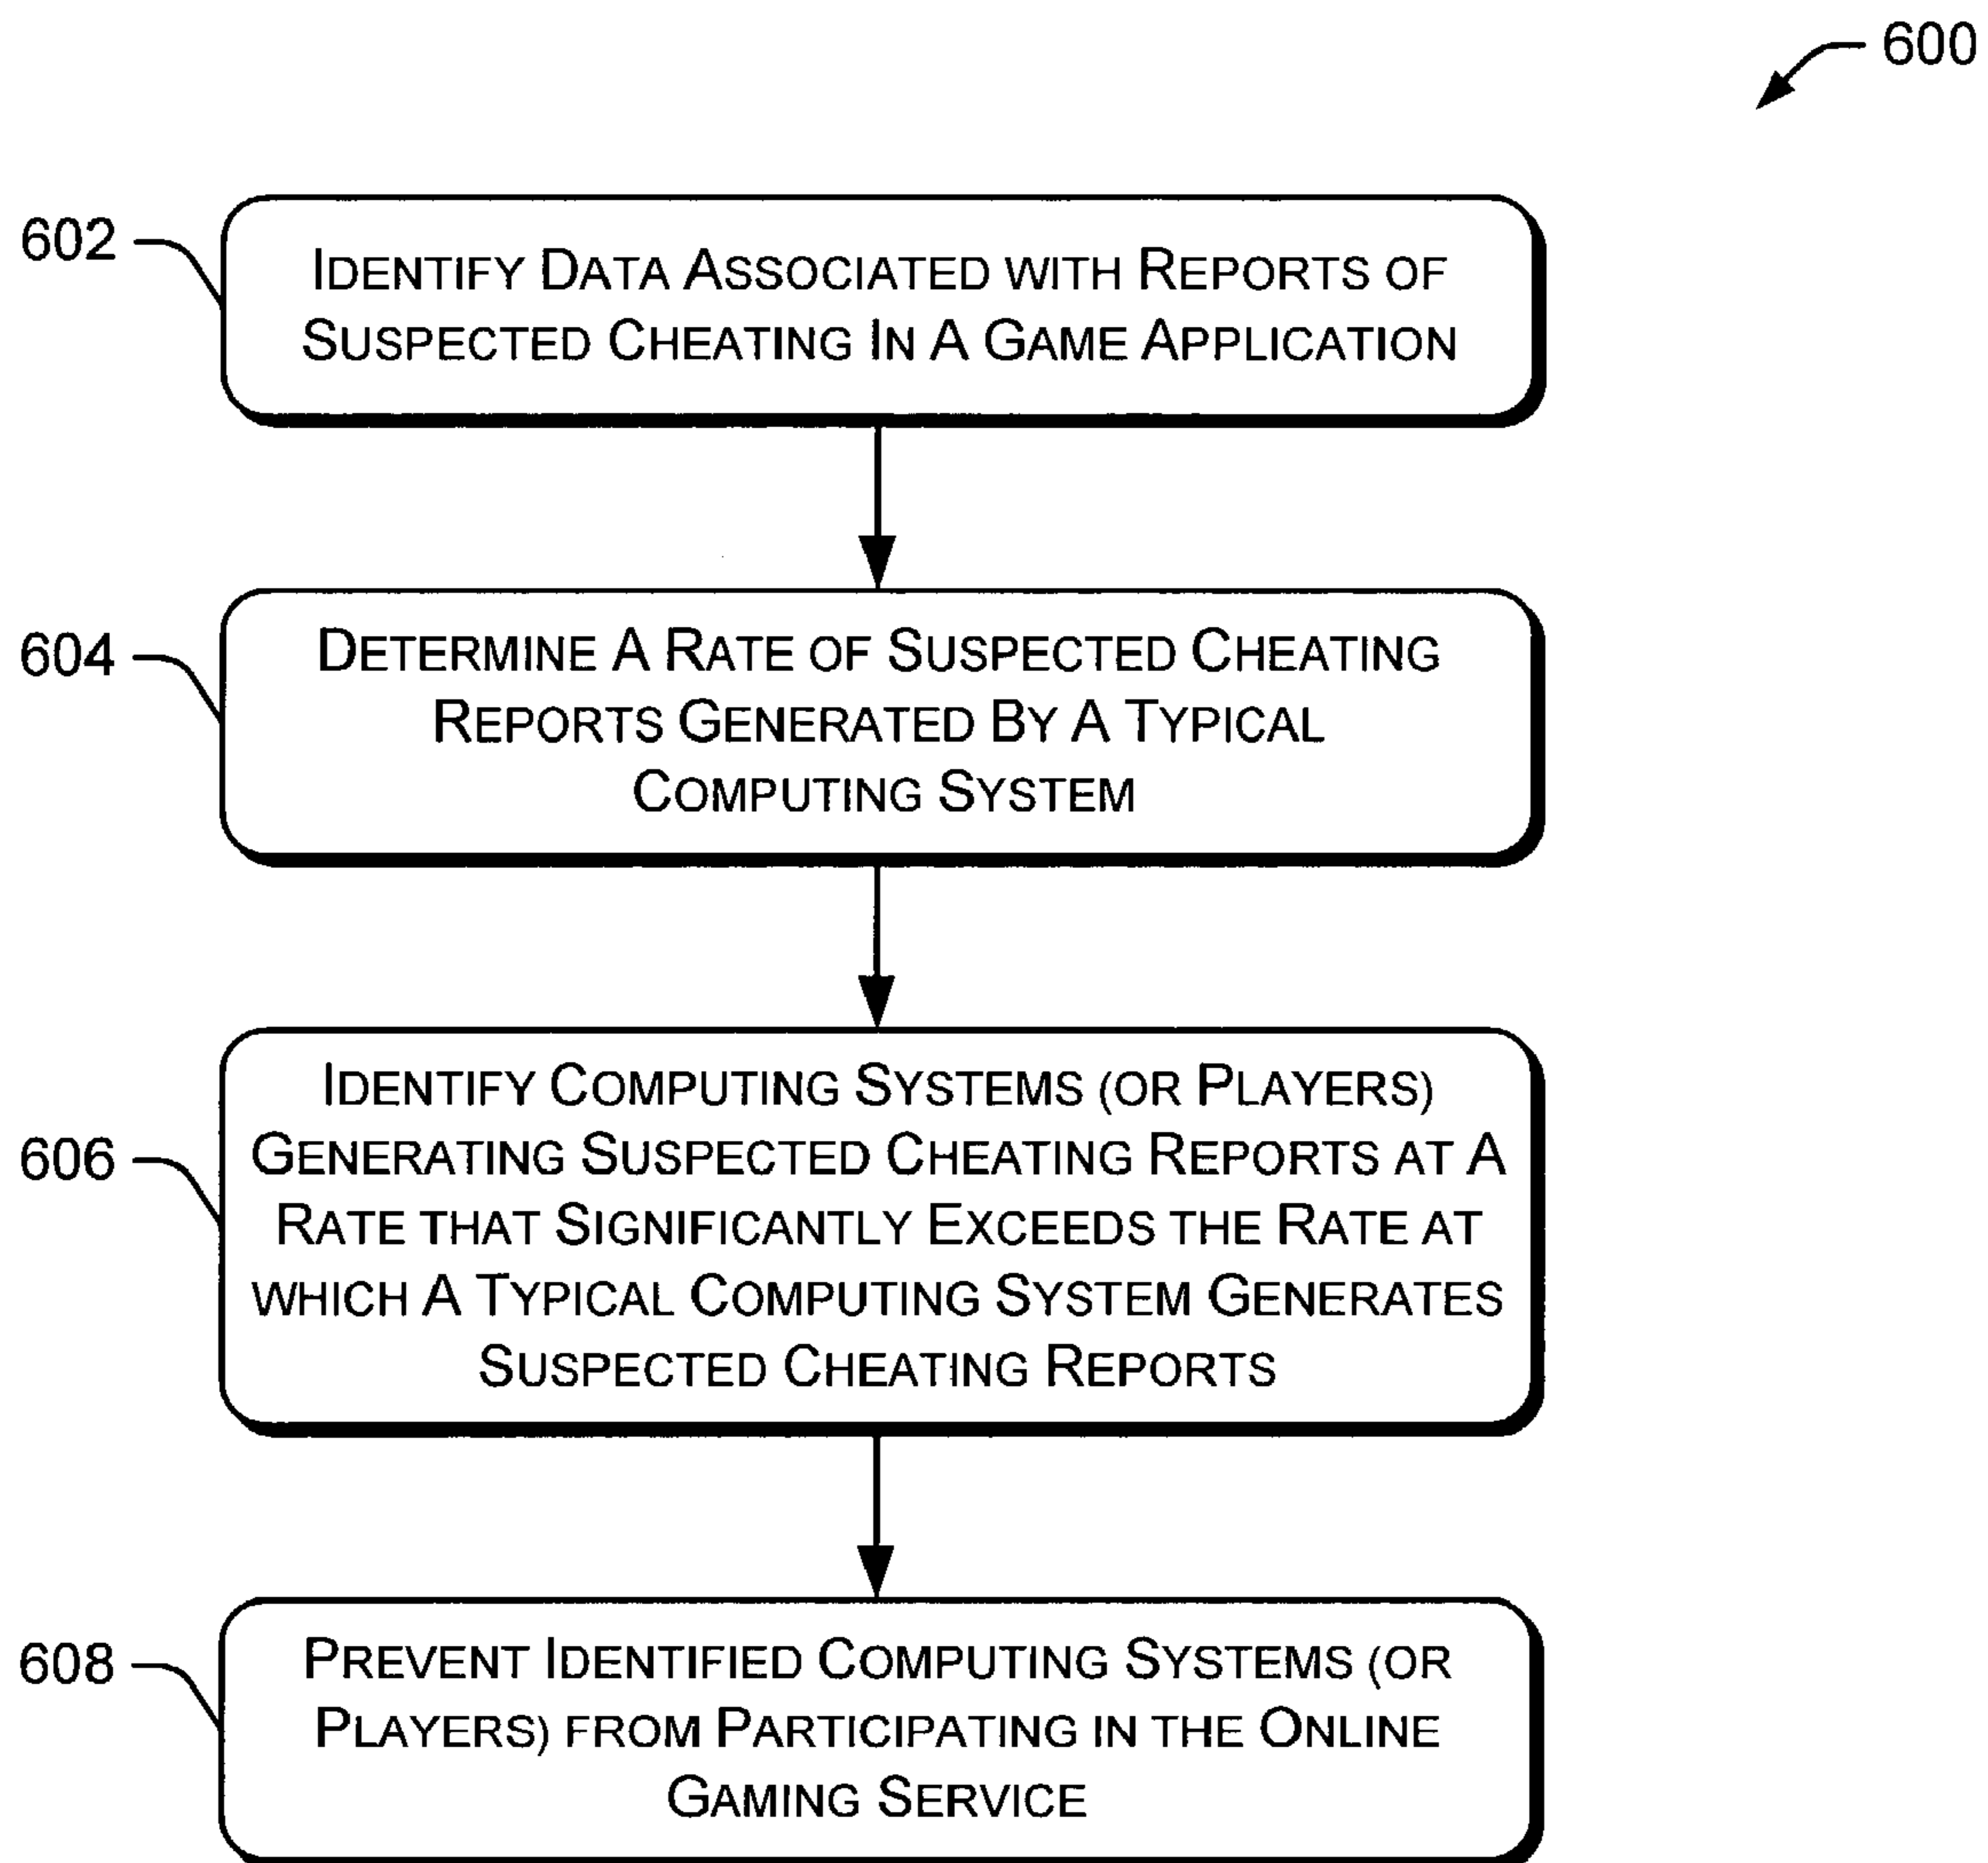 600
602
IDENTIFY DATA ASSOCIATED WITH REPORTS OF
SUSPECTED CHEATING IN A GAME APPLICATION
604
DETERMINE A RATE OF SUSPECTED CHEATING
REPORTS GENERATED BY A TYPICAL
COMPUTING SYSTEM
606
IDENTIFY COMPUTING SYSTEMS (OR PLAYERS)
GENERATING SUSPECTED CHEATING REPORTS AT A
RATE THAT SIGNIFICANTLY EXCEEDS THE RATE AT
WHICH A TYPICAL COMPUTING SYSTEM GENERATES
SUSPECTED CHEATING REPORTS
608
PREVENT IDENTIFIED COMPUTING SYSTEMS (OR
PLAYERS) FROM PARTICIPATING IN THE ONLINE
GAMING SERVICE